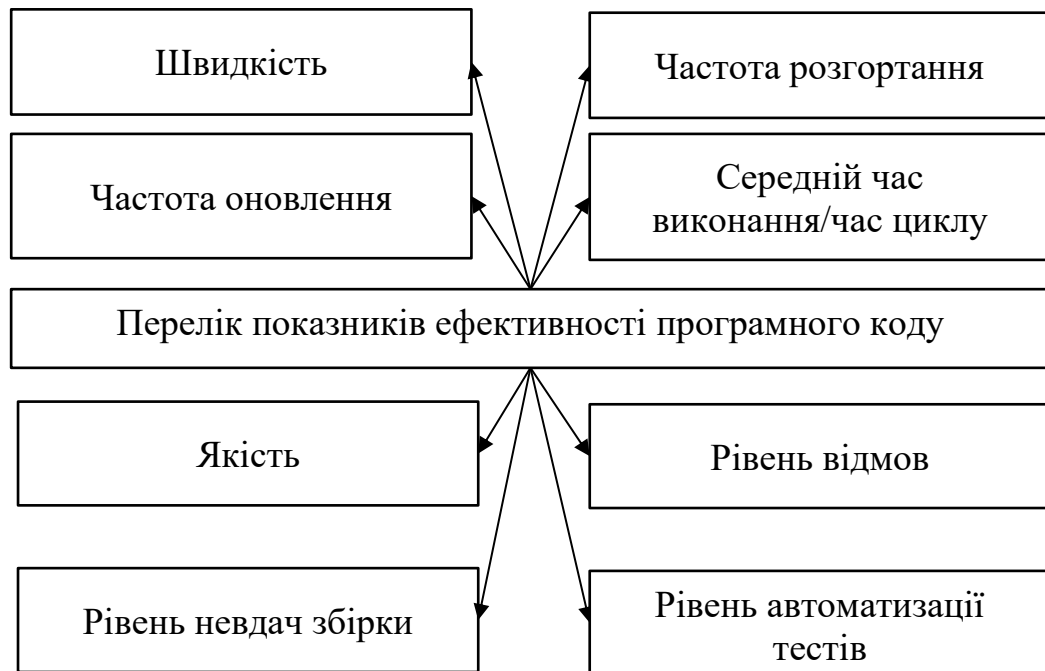 Швидкість
Частота розгортання
Частота оновлення
Середній час
виконання/час циклу
Перелік показників ефективності програмного коду
Якість
Рівень відмов
Рівень невдач збірки
Рівень автоматизації
тестів